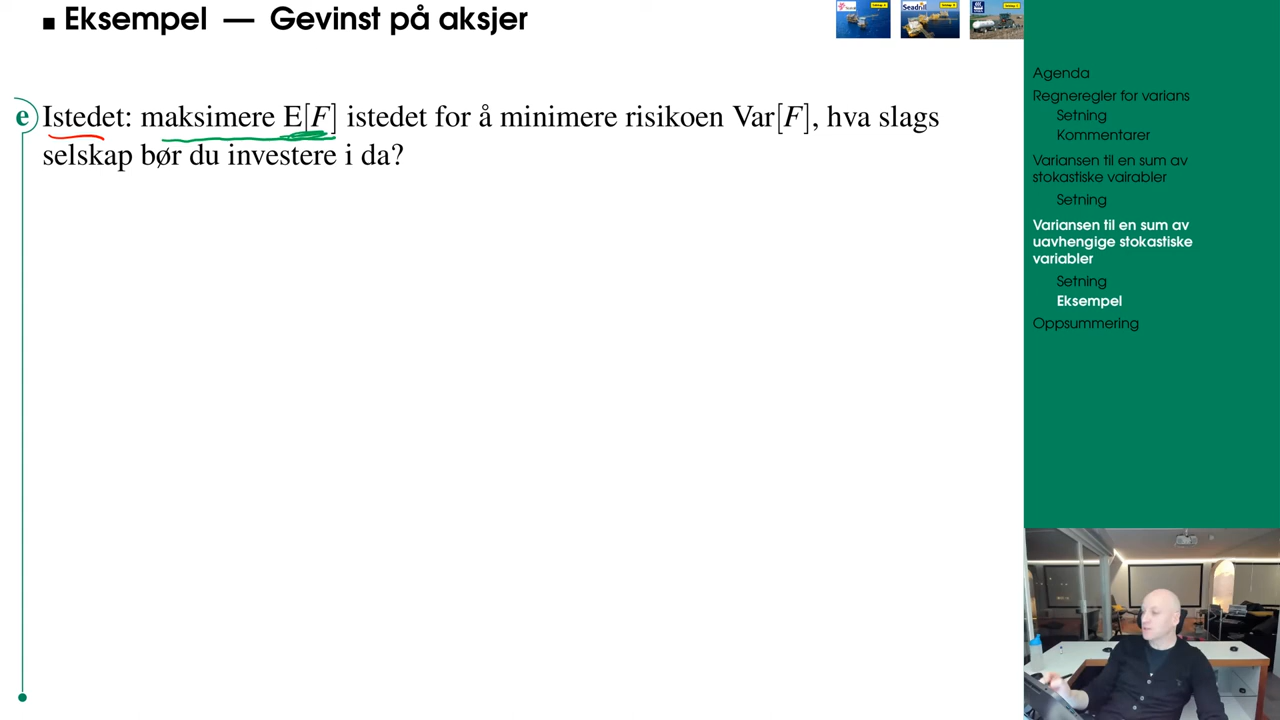 Eksempel — Gevinst på aksjer
Seadrill
e Istedet: maksimere E[F] istedet for å minimere risikoen Var[F], hva slags
selskap bør du investere i da?
Agenda
Regneregler for varians
Setning
Kommentarer
Variansen til en sum av
stokastiske vairabler
Setning
Variansen til en sum av
uavhengige stokastiske
variabler
Setning
Eksempel
Oppsummering